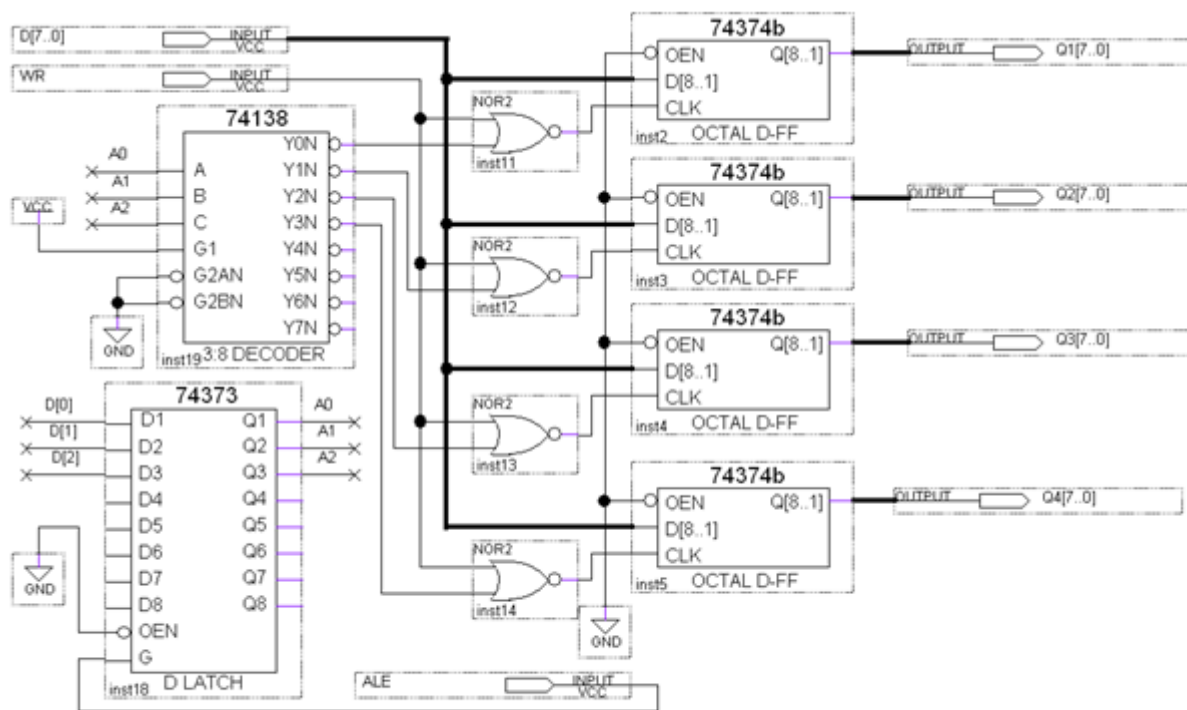 D[7..0] INPUT VCC
WR INPUT VCC
74138
A0 A Y0N
A1 B Y1N
A2 C Y2N
VCC G1 Y3N
Y4N
G2AN Y5N
G2BN Y6N
Y7N
GND
inst19 3:8 DECODER
74373
D[0] D1 Q1 A0
D[1] D2 Q2 A1
D[2] D3 Q3 A2
D4 Q4
D5 Q5
D6 Q6
D7 Q7
D8 Q8
GND
OEN
G
inst18 D LATCH
ALE INPUT VCC
NOR2
inst11
NOR2
inst12
NOR2
inst13
NOR2
inst14
GND
74374b
OEN Q[8..1]
D[8..1]
CLK
inst2 OCTAL D-FF
OUTPUT Q1[7..0]
74374b
OEN Q[8..1]
D[8..1]
CLK
inst3 OCTAL D-FF
OUTPUT Q2[7..0]
74374b
OEN Q[8..1]
D[8..1]
CLK
inst4 OCTAL D-FF
OUTPUT Q3[7..0]
74374b
OEN Q[8..1]
D[8..1]
CLK
inst5 OCTAL D-FF
OUTPUT Q4[7..0]